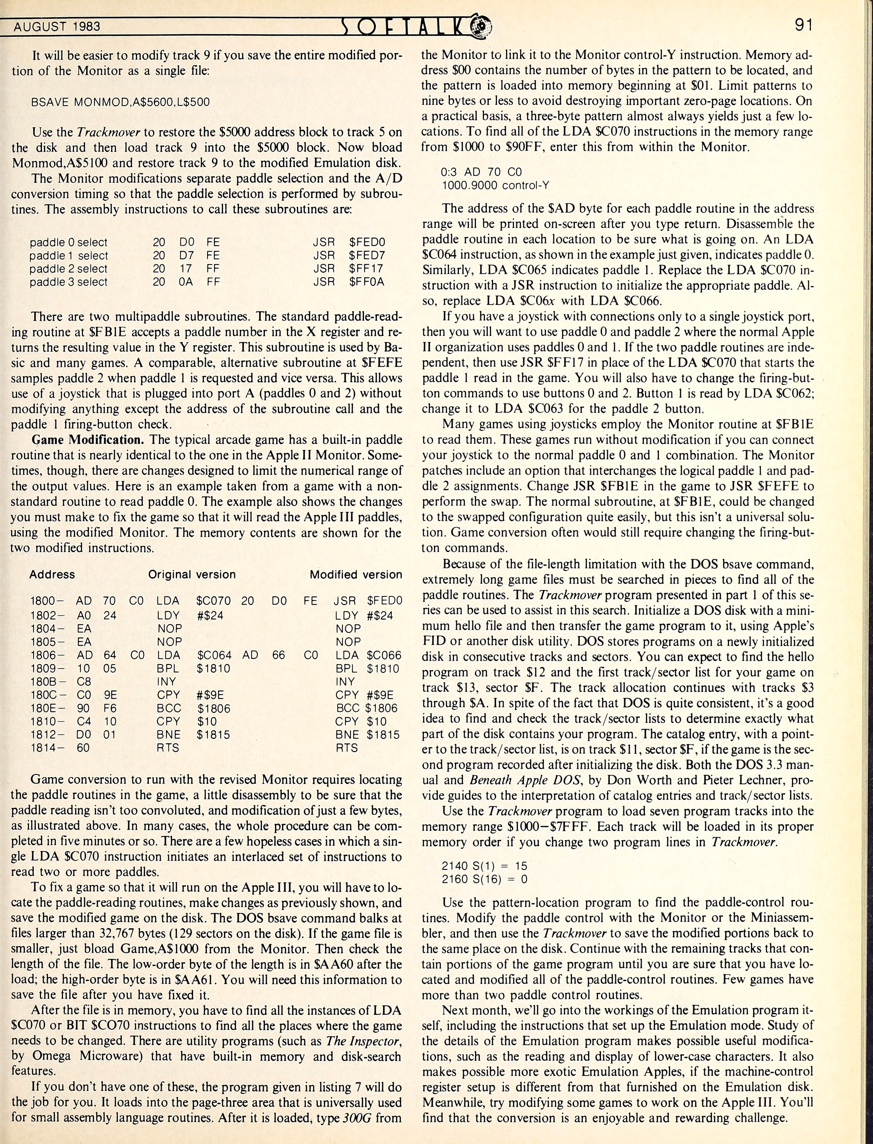 AUGUST 1983
SOFTALK
91
It will be easier to modify track 9 if you save the entire modified por-
tion of the Monitor as a single file:
BSAVE MONMOD,A$5600,L$500
Use the Trackmover to restore the $5000 address block to track 5 on
the disk and then load track 9 into the $5000 block. Now bload
Monmod,A$5100 and restore track 9 to the modified Emulation disk.
The Monitor modifications separate paddle selection and the A/D
conversion timing so that the paddle selection is performed by subrou-
tines. The assembly instructions to call these subroutines are:
paddle 0 select 20 D0 FE JSR $FED0
paddle 1 select 20 D7 FE JSR $FED7
paddle 2 select 20 17 FF JSR $FF17
paddle 3 select 20 0A FF JSR $FF0A
There are two multipaddle subroutines. The standard paddle-read-
ing routine at $FB1E accepts a paddle number in the X register and re-
turns the resulting value in the Y register. This subroutine is used by Ba-
sic and many games. A comparable, alternative subroutine at $FEFE
samples paddle 2 when paddle 1 is requested and vice versa. This allows
use of a joystick that is plugged into port A (paddles 0 and 2) without
modifying anything except the address of the subroutine call and the
paddle 1 firing-button check.
Game Modification. The typical arcade game has a built-in paddle
routine that is nearly identical to the one in the Apple II Monitor. Some-
times, though, there are changes designed to limit the numerical range of
the output values. Here is an example taken from a game with a non-
standard routine to read paddle 0. The example also shows the changes
you must make to fix the game so that it will read the Apple III paddles,
using the modified Monitor. The memory contents are shown for the
two modified instructions.
Address Original version Modified version
1800– AD 70 C0 LDA $C070 20 D0 FE JSR $FED0
1802– A0 24 LDY #$24 LDY #$24
1804– EA NOP NOP
1805– EA NOP NOP
1806– AD 64 C0 LDA $C064 AD 66 C0 LDA $C066
1809– 10 05 BPL $1810 BPL $1810
180B– C8 INY INY
180C– C0 9E CPY #$9E CPY #$9E
180E– 90 F6 BCC $1806 BCC $1806
1810– C4 10 CPY $10 CPY $10
1812– D0 01 BNE $1815 BNE $1815
1814– 60 RTS RTS
Game conversion to run with the revised Monitor requires locating
the paddle routines in the game, a little disassembly to be sure that the
paddle reading isn't too convoluted, and modification of just a few bytes,
as illustrated above. In many cases, the whole procedure can be com-
pleted in five minutes or so. There are a few hopeless cases in which a sin-
gle LDA $C070 instruction initiates an interlaced set of instructions to
read two or more paddles.
To fix a game so that it will run on the Apple III, you will have to lo-
cate the paddle-reading routines, make changes as previously shown, and
save the modified game on the disk. The DOS bsave command balks at
files larger than 32,767 bytes (129 sectors on the disk). If the game file is
smaller, just bload Game,A$1000 from the Monitor. Then check the
length of the file. The low-order byte of the length is in $AA60 after the
load; the high-order byte is in $AA61. You will need this information to
save the file after you have fixed it.
After the file is in memory, you have to find all the instances of LDA
$C070 or BIT $CO70 instructions to find all the places where the game
needs to be changed. There are utility programs (such as The Inspector,
by Omega Microware) that have built-in memory and disk-search
features.
If you don't have one of these, the program given in listing 7 will do
the job for you. It loads into the page-three area that is universally used
for small assembly language routines. After it is loaded, type 300G from
the Monitor to link it to the Monitor control-Y instruction. Memory ad-
dress $00 contains the number of bytes in the pattern to be located, and
the pattern is loaded into memory beginning at $01. Limit patterns to
nine bytes or less to avoid destroying important zero-page locations. On
a practical basis, a three-byte pattern almost always yields just a few lo-
cations. To find all of the LDA $C070 instructions in the memory range
from $1000 to $90FF, enter this from within the Monitor.
0:3 AD 70 C0
1000.9000 control-Y
The address of the $AD byte for each paddle routine in the address
range will be printed on-screen after you type return. Disassemble the
paddle routine in each location to be sure what is going on. An LDA
$C064 instruction, as shown in the example just given, indicates paddle 0.
Similarly, LDA $C065 indicates paddle 1. Replace the LDA $C070 in-
struction with a JSR instruction to initialize the appropriate paddle. Al-
so, replace LDA $C06x with LDA $C066.
If you have a joystick with connections only to a single joystick port,
then you will want to use paddle 0 and paddle 2 where the normal Apple
II organization uses paddles 0 and 1. If the two paddle routines are inde-
pendent, then use JSR $FF17 in place of the LDA $C070 that starts the
paddle 1 read in the game. You will also have to change the firing-but-
ton commands to use buttons 0 and 2. Button 1 is read by LDA $C062;
change it to LDA $C063 for the paddle 2 button.
Many games using joysticks employ the Monitor routine at $FB1E
to read them. These games run without modification if you can connect
your joystick to the normal paddle 0 and 1 combination. The Monitor
patches include an option that interchanges the logical paddle 1 and pad-
dle 2 assignments. Change JSR $FB1E in the game to JSR $FEFE to
perform the swap. The normal subroutine, at $FB1E, could be changed
to the swapped configuration quite easily, but this isn't a universal solu-
tion. Game conversion often would still require changing the firing-but-
ton commands.
Because of the file-length limitation with the DOS bsave command,
extremely long game files must be searched in pieces to find all of the
paddle routines. The Trackmover program presented in part 1 of this se-
ries can be used to assist in this search. Initialize a DOS disk with a mini-
mum hello file and then transfer the game program to it, using Apple's
FID or another disk utility. DOS stores programs on a newly initialized
disk in consecutive tracks and sectors. You can expect to find the hello
program on track $12 and the first track/sector list for your game on
track $13, sector $F. The track allocation continues with tracks $3
through $A. In spite of the fact that DOS is quite consistent, it's a good
idea to find and check the track/sector lists to determine exactly what
part of the disk contains your program. The catalog entry, with a point-
er to the track/sector list, is on track $11, sector $F, if the game is the sec-
ond program recorded after initializing the disk. Both the DOS 3.3 man-
ual and Beneath Apple DOS, by Don Worth and Pieter Lechner, pro-
vide guides to the interpretation of catalog entries and track/sector lists.
Use the Trackmover program to load seven program tracks into the
memory range $1000–$7FFF. Each track will be loaded in its proper
memory order if you change two program lines in Trackmover.
2140 S(1) = 15
2160 S(16) = 0
Use the pattern-location program to find the paddle-control rou-
tines. Modify the paddle control with the Monitor or the Miniassem-
bler, and then use the Trackmover to save the modified portions back to
the same place on the disk. Continue with the remaining tracks that con-
tain portions of the game program until you are sure that you have lo-
cated and modified all of the paddle-control routines. Few games have
more than two paddle control routines.
Next month, we'll go into the workings of the Emulation program it-
self, including the instructions that set up the Emulation mode. Study of
the details of the Emulation program makes possible useful modifica-
tions, such as the reading and display of lower-case characters. It also
makes possible more exotic Emulation Apples, if the machine-control
register setup is different from that furnished on the Emulation disk.
Meanwhile, try modifying some games to work on the Apple III. You'll
find that the conversion is an enjoyable and rewarding challenge.